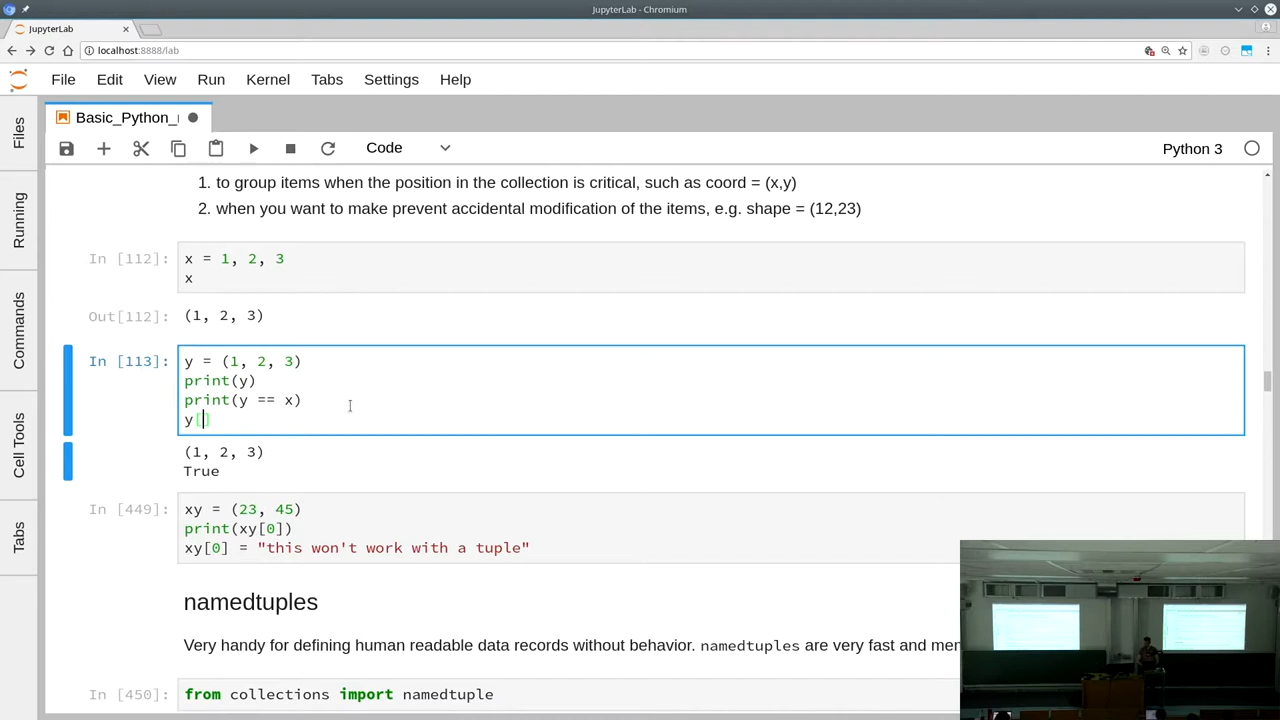 JupyterLab - Chromium
JupyterLab
localhost:8888/lab
File Edit View Run Kernel Tabs Settings Help
Basic_Python_
Code
Python 3
Files
Running
Commands
Cell Tools
Tabs
1. to group items when the position in the collection is critical, such as coord = (x,y)
2. when you want to make prevent accidental modification of the items, e.g. shape = (12,23)
In [112]:
x = 1, 2, 3
x
Out[112]:
(1, 2, 3)
In [113]:
y = (1, 2, 3)
print(y)
print(y == x)
y[]
(1, 2, 3)
True
In [449]:
xy = (23, 45)
print(xy[0])
xy[0] = "this won't work with a tuple"
namedtuples
Very handy for defining human readable data records without behavior. namedtuples are very fast and
In [450]:
from collections import namedtuple